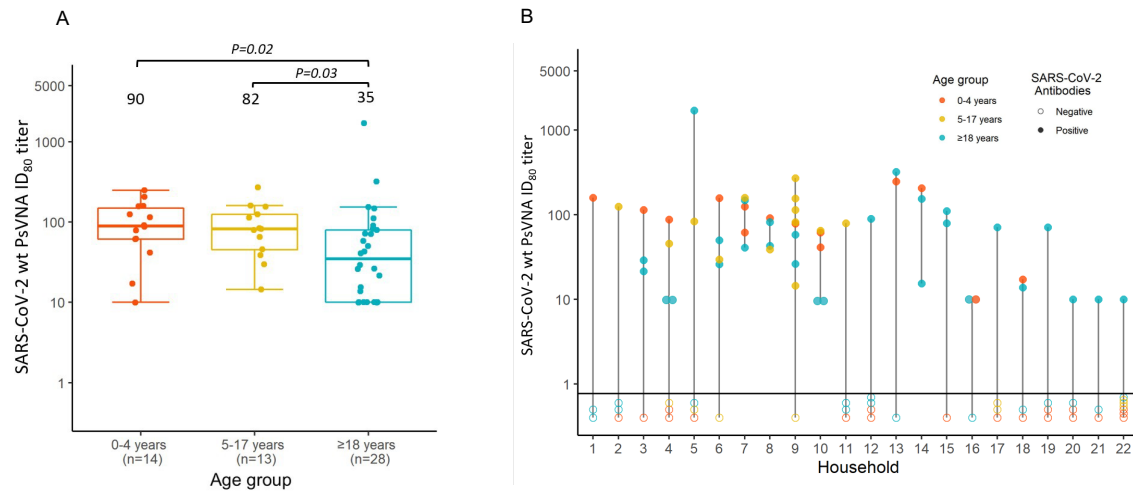 A
P=0.02
P=0.03
90
82
35
SARS-CoV-2 wt PsVNA ID80 titer
5000
1000
100
10
1
0-4 years
(n=14)
5-17 years
(n=13)
≥18 years
(n=28)
Age group
B
SARS-CoV-2 wt PsVNA ID80 titer
5000
1000
100
10
1
Age group
0-4 years
5-17 years
≥18 years
SARS-CoV-2
Antibodies
Negative
Positive
1 2 3 4 5 6 7 8 9 10 11 12 13 14 15 16 17 18 19 20 21 22
Household